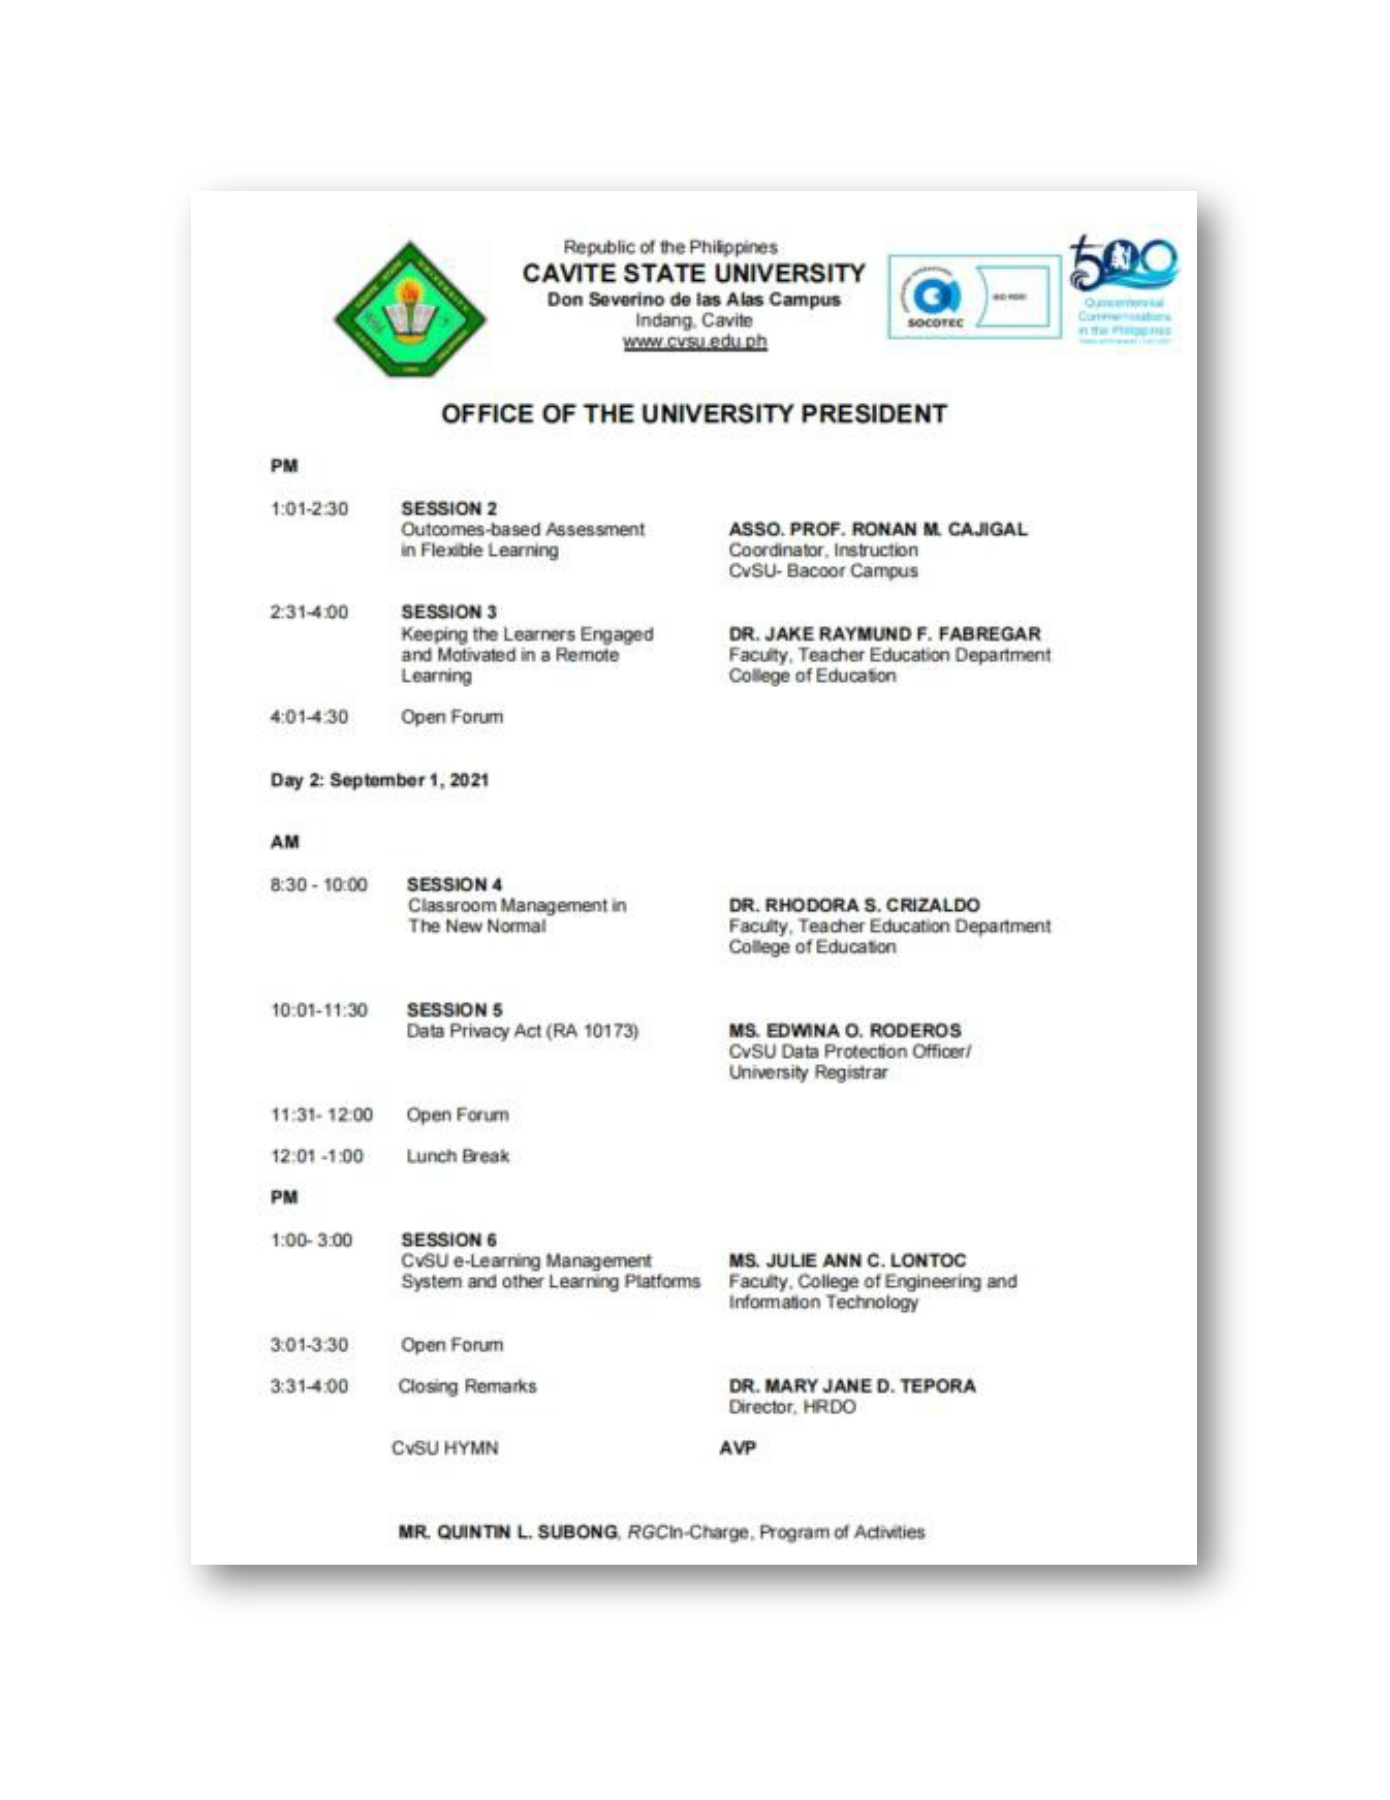 Republic of the Philippines
CAVITE STATE UNIVERSITY
Don Severino de las Alas Campus
Indang, Cavite
www.cvsu.edu.ph
SOCOTEC
ISO 9001
500
Quincentennial
Commemorations
in the Philippines
OFFICE OF THE UNIVERSITY PRESIDENT
PM
1:01-2:30 SESSION 2
Outcomes-based Assessment ASSO. PROF. RONAN M. CAJIGAL
in Flexible Learning Coordinator, Instruction
CvSU- Bacoor Campus
2:31-4:00 SESSION 3
Keeping the Learners Engaged DR. JAKE RAYMUND F. FABREGAR
and Motivated in a Remote Faculty, Teacher Education Department
Learning College of Education
4:01-4:30 Open Forum
Day 2: September 1, 2021
AM
8:30 - 10:00 SESSION 4
Classroom Management in DR. RHODORA S. CRIZALDO
The New Normal Faculty, Teacher Education Department
College of Education
10:01-11:30 SESSION 5
Data Privacy Act (RA 10173) MS. EDWINA O. RODEROS
CvSU Data Protection Officer/
University Registrar
11:31- 12:00 Open Forum
12:01 -1:00 Lunch Break
PM
1:00- 3:00 SESSION 6
CvSU e-Learning Management MS. JULIE ANN C. LONTOC
System and other Learning Platforms Faculty, College of Engineering and
Information Technology
3:01-3:30 Open Forum
3:31-4:00 Closing Remarks DR. MARY JANE D. TEPORA
Director, HRDO
CvSU HYMN AVP
MR. QUINTIN L. SUBONG, RGCIn-Charge, Program of Activities